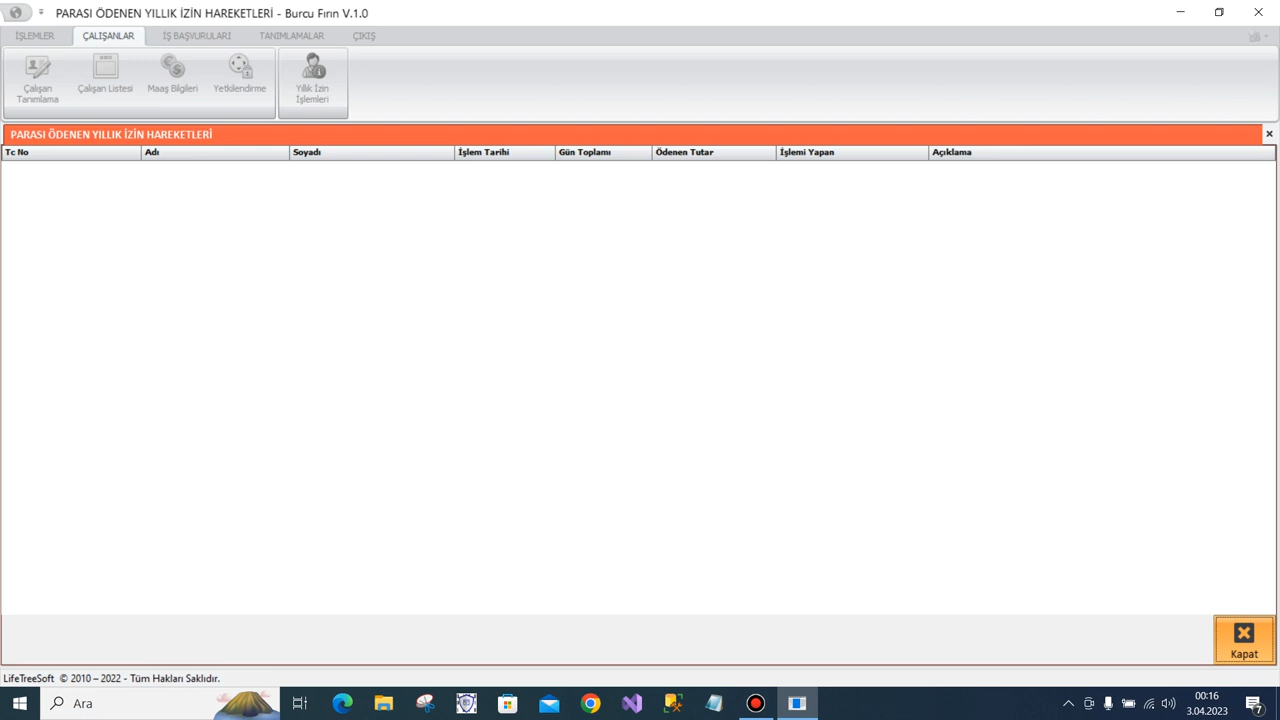 PARASI ÖDENEN YILLIK İZİN HAREKETLERİ - Burcu Fırın V.1.0
İŞLEMLER ÇALIŞANLAR İŞ BAŞVURULARI TANIMLAMALAR ÇIKIŞ
Çalışan Tanımlama
Çalışan Listesi
Maaş Bilgileri
Yetkilendirme
Yıllık İzin İşlemleri
PARASI ÖDENEN YILLIK İZİN HAREKETLERİ
Tc No Adı Soyadı İşlem Tarihi Gün Toplamı Ödenen Tutar İşlemi Yapan Açıklama
Kapat
LifeTreeSoft © 2010 – 2022 - Tüm Hakları Saklıdır.
Ara
00:16
3.04.2023
7